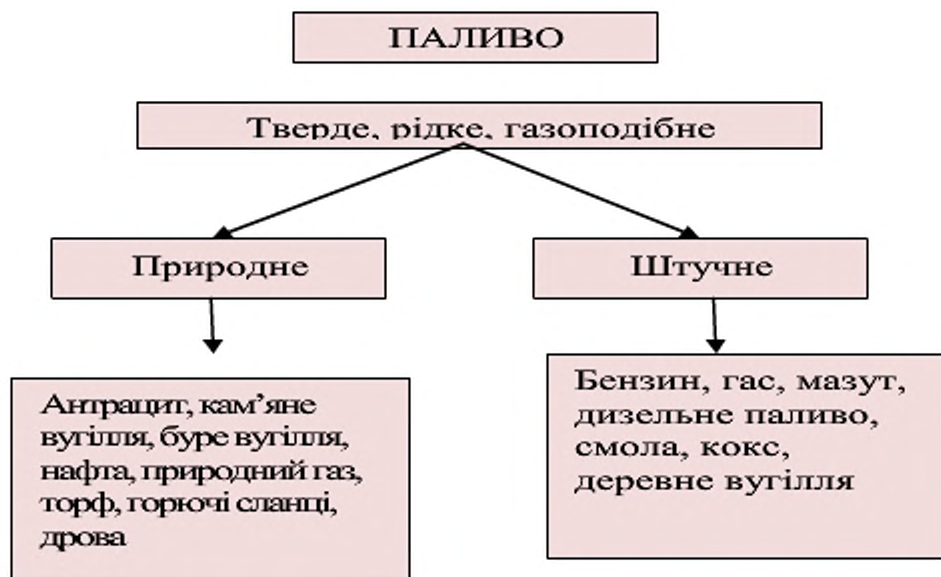 ПАЛИВО
Тверде, рідке, газоподібне
Природне
Штучне
Антрацит, кам’яне
вугілля, буре вугілля,
нафта, природний газ,
торф, горючі сланці,
дрова
Бензин, гас, мазут,
дизельне паливо,
смола, кокс,
деревне вугілля